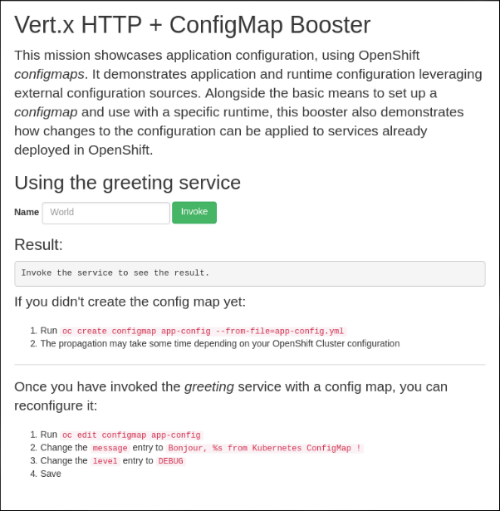 Vert.x HTTP + ConfigMap Booster
This mission showcases application configuration, using OpenShift
configmaps. It demonstrates application and runtime configuration leveraging
external configuration sources. Alongside the basic means to set up a
configmap and use with a specific runtime, this booster also demonstrates
how changes to the configuration can be applied to services already
deployed in OpenShift.
Using the greeting service
Name World Invoke
Result:
Invoke the service to see the result.
If you didn't create the config map yet:
1. Run oc create configmap app-config --from-file=app-config.yml
2. The propagation may take some time depending on your OpenShift Cluster configuration
Once you have invoked the greeting service with a config map, you can
reconfigure it:
1. Run oc edit configmap app-config
2. Change the message entry to Bonjour, %s from Kubernetes ConfigMap !
3. Change the level entry to DEBUG
4. Save